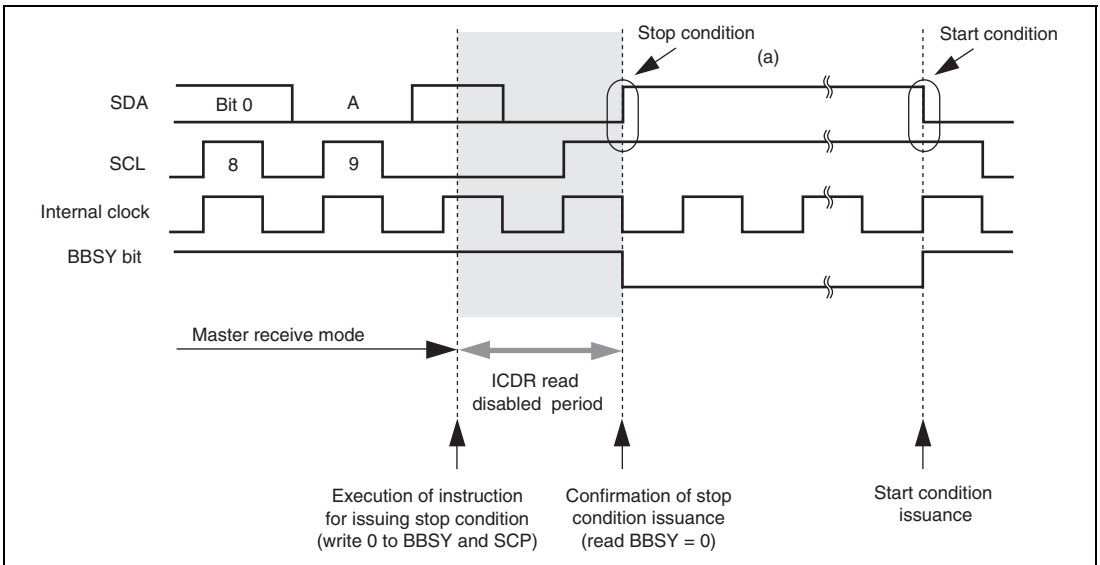 Stop condition
Start condition
(a)
SDA
Bit 0
A
SCL
8
9
Internal clock
BBSY bit
Master receive mode
ICDR read
disabled period
Execution of instruction
for issuing stop condition
(write 0 to BBSY and SCP)
Confirmation of stop
condition issuance
(read BBSY = 0)
Start condition
issuance